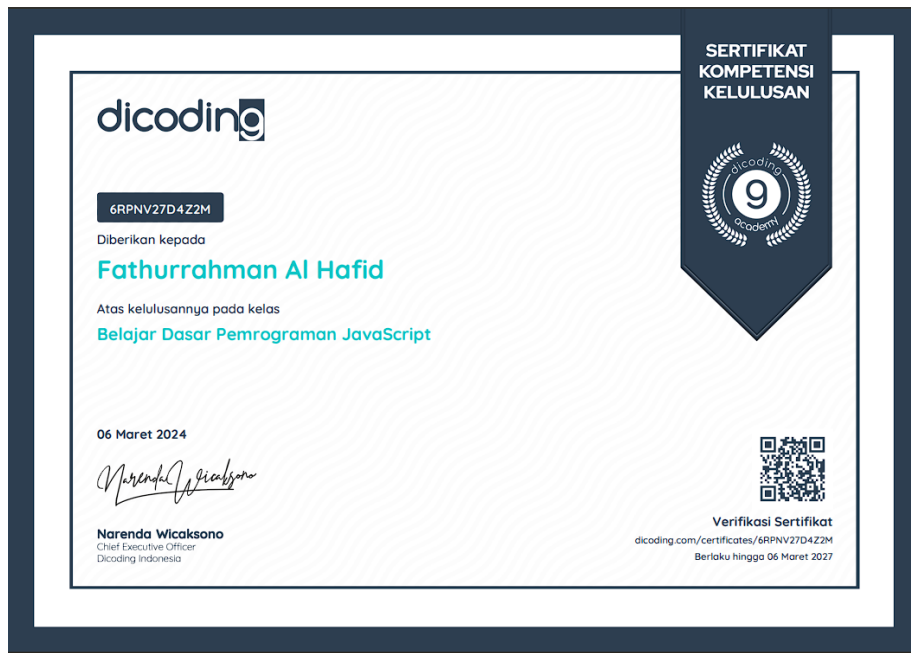 SERTIFIKAT
KOMPETENSI
KELULUSAN
dicoding
dicoding
9
academy
6RPNV27D4Z2M
Diberikan kepada
Fathurrahman Al Hafid
Atas kelulusannya pada kelas
Belajar Dasar Pemrograman JavaScript
06 Maret 2024
Narenda Wicaksono
Narenda Wicaksono
Chief Executive Officer
Dicoding Indonesia
Verifikasi Sertifikat
dicoding.com/certificates/6RPNV27D4Z2M
Berlaku hingga 06 Maret 2027